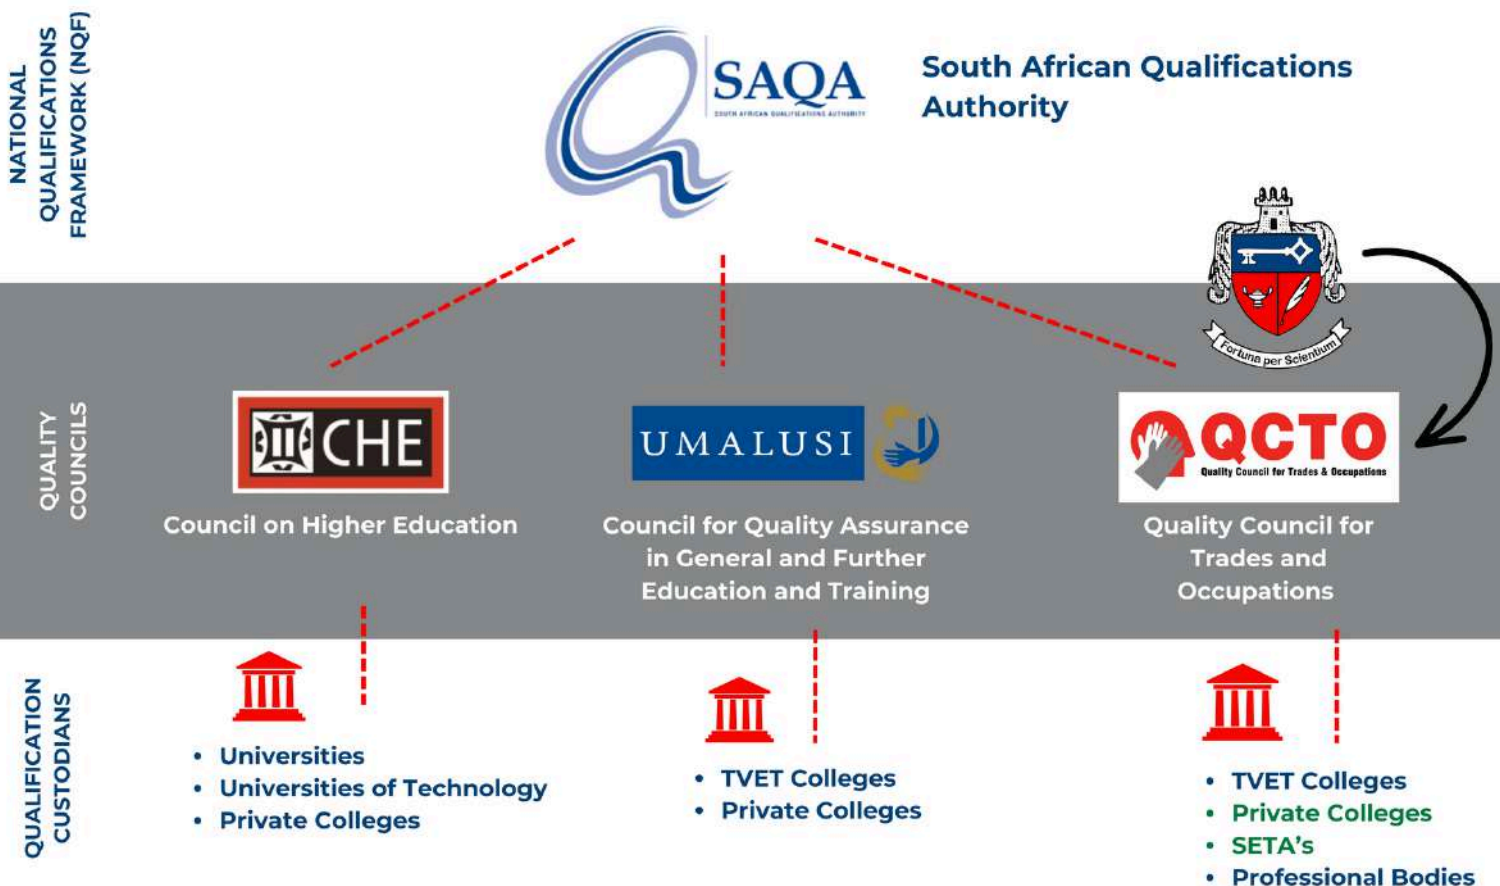 NATIONAL
QUALIFICATIONS
FRAMEWORK (NQF)
SAQA
SOUTH AFRICAN QUALIFICATIONS AUTHORITY
South African Qualifications
Authority
Fortuna per Scientium
QUALITY
COUNCILS
CHE
Council on Higher Education
UMALUSI
Council for Quality Assurance
in General and Further
Education and Training
QCTO
Quality Council for Trades & Occupations
Quality Council for
Trades and
Occupations
QUALIFICATION
CUSTODIANS
• Universities
• Universities of Technology
• Private Colleges
• TVET Colleges
• Private Colleges
• TVET Colleges
• Private Colleges
• SETA's
• Professional Bodies